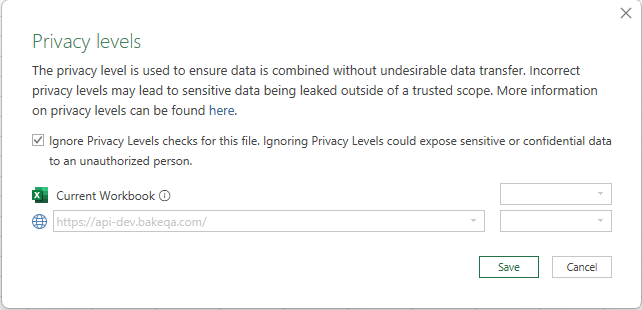 Privacy levels
The privacy level is used to ensure data is combined without undesirable data transfer. Incorrect
privacy levels may lead to sensitive data being leaked outside of a trusted scope. More information
on privacy levels can be found here.
Ignore Privacy Levels checks for this file. Ignoring Privacy Levels could expose sensitive or confidential data
to an unauthorized person.
Current Workbook
https://api-dev.bakeqa.com/
Save Cancel